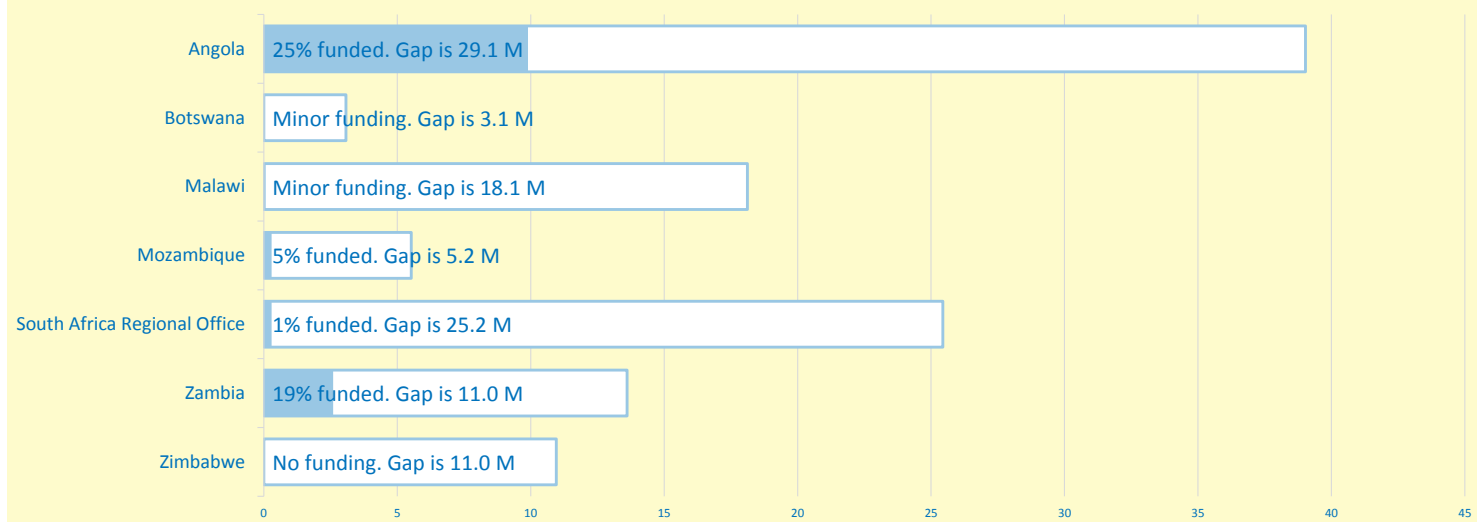 Angola 25% funded. Gap is 29.1 M
Botswana Minor funding. Gap is 3.1 M
Malawi Minor funding. Gap is 18.1 M
Mozambique 5% funded. Gap is 5.2 M
South Africa Regional Office 1% funded. Gap is 25.2 M
Zambia 19% funded. Gap is 11.0 M
Zimbabwe No funding. Gap is 11.0 M
0 5 10 15 20 25 30 35 40 45